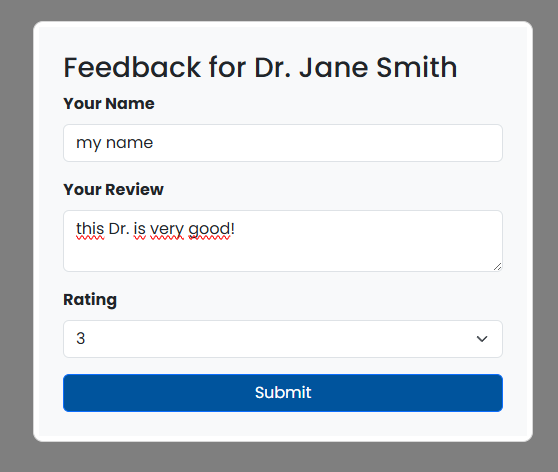 Feedback for Dr. Jane Smith
Your Name
my name
Your Review
this Dr. is very good!
Rating
3
Submit